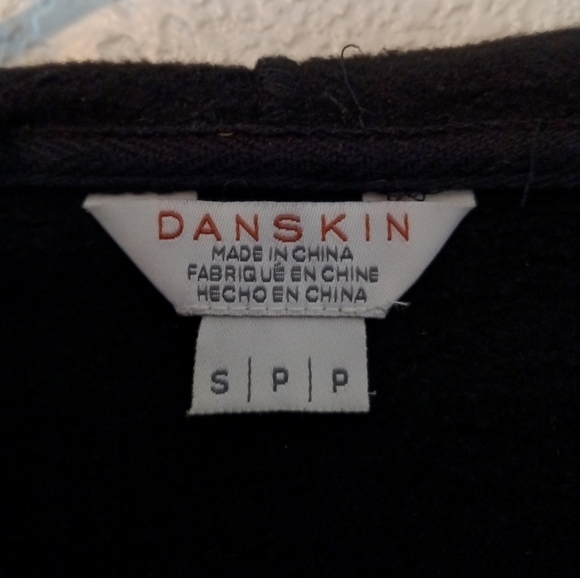 DANSKIN
MADE IN CHINA
FABRIQUÉ EN CHINE
HECHO EN CHINA
S|P|P